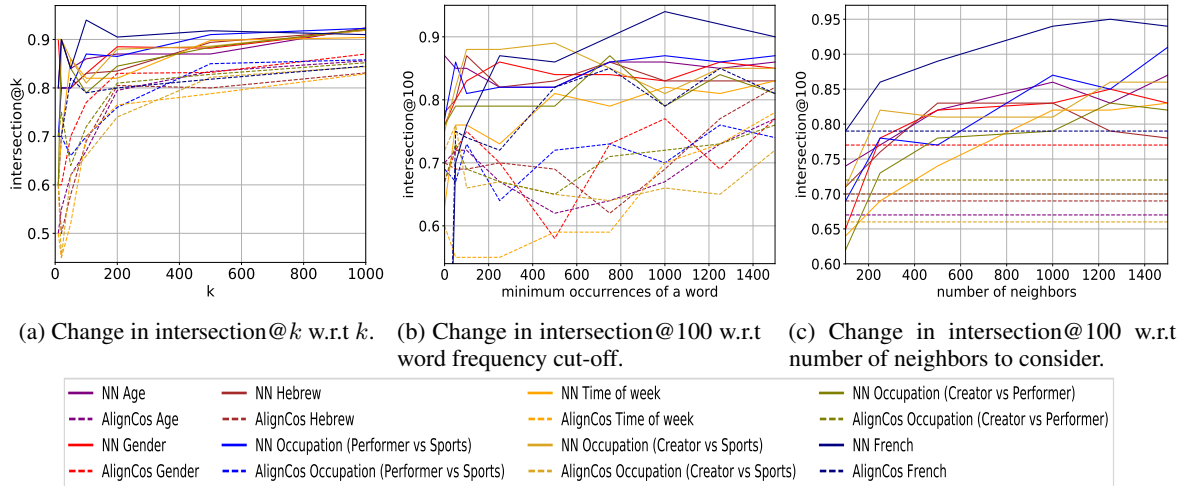 0.9
0.8
0.7
0.6
0.5
intersection@k
0 200 400 600 800 1000
k
0.9
0.8
0.7
0.6
intersection@100
0 200 400 600 800 1000 1200 1400
minimum occurrences of a word
0.95
0.90
0.85
0.80
0.75
0.70
0.65
0.60
intersection@100
200 400 600 800 1000 1200 1400
number of neighbors
(a) Change in intersection@k w.r.t k.
(b) Change in intersection@100 w.r.t
word frequency cut-off.
(c) Change in intersection@100 w.r.t
number of neighbors to consider.
NN Age
AlignCos Age
NN Gender
AlignCos Gender
NN Hebrew
AlignCos Hebrew
NN Occupation (Performer vs Sports)
AlignCos Occupation (Performer vs Sports)
NN Time of week
AlignCos Time of week
NN Occupation (Creator vs Sports)
AlignCos Occupation (Creator vs Sports)
NN Occupation (Creator vs Performer)
AlignCos Occupation (Creator vs Performer)
NN French
AlignCos French